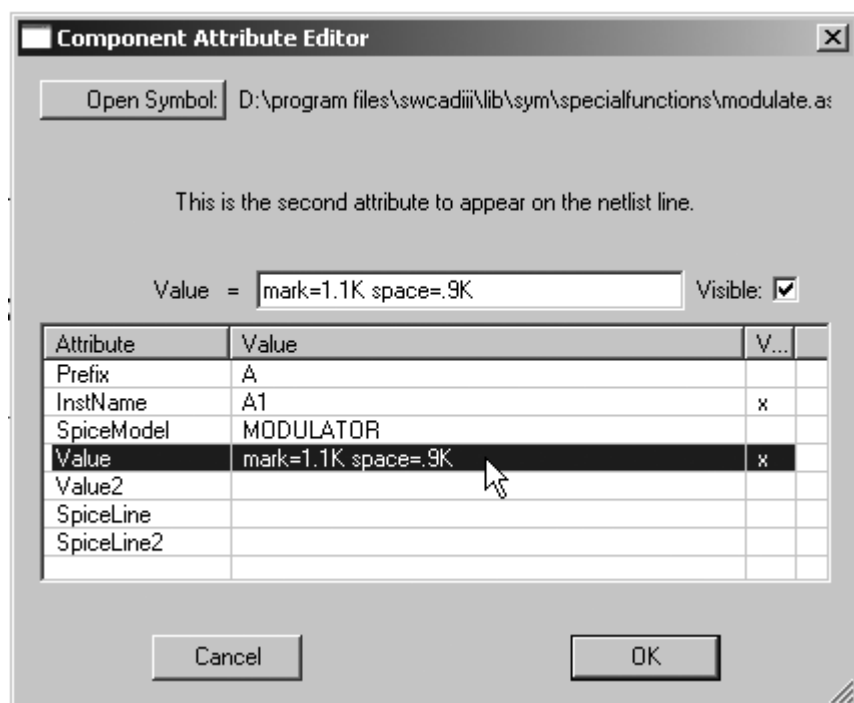 Component Attribute Editor
Open Symbol: D:\program files\swcadiii\lib\sym\specialfunctions\modulate.as
This is the second attribute to appear on the netlist line.
Value = mark=1.1K space=.9K Visible:
Attribute Value V...
Prefix A
InstName A1 x
SpiceModel MODULATOR
Value mark=1.1K space=.9K x
Value2
SpiceLine
SpiceLine2
Cancel OK